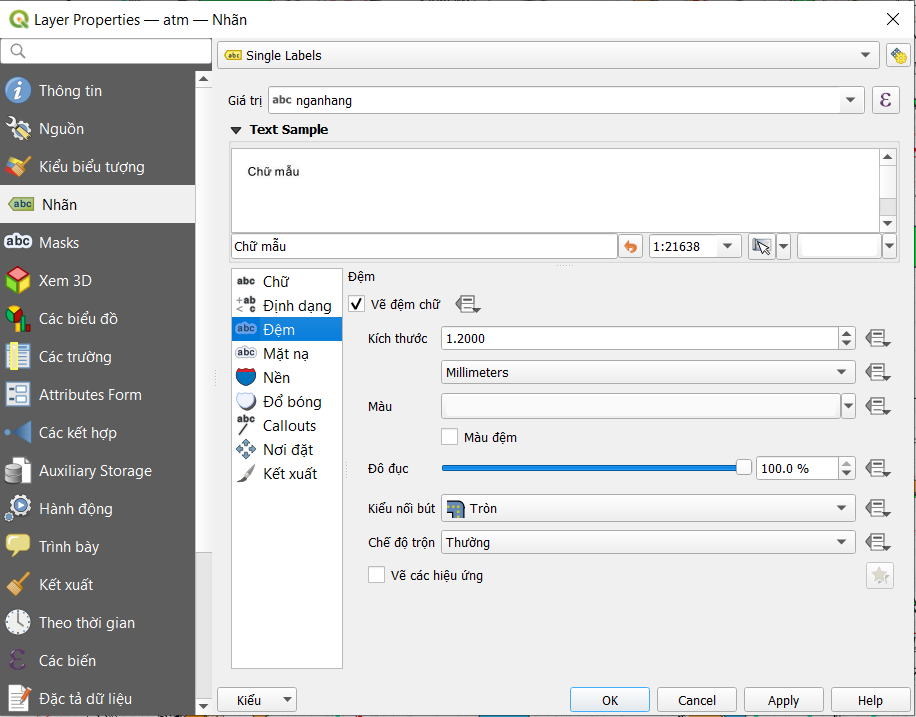 Layer Properties — atm — Nhãn
Single Labels
Thông tin
Nguồn
Kiểu biểu tượng
Nhãn
Masks
Xem 3D
Các biểu đồ
Các trường
Attributes Form
Các kết hợp
Auxiliary Storage
Hành động
Trình bày
Kết xuất
Theo thời gian
Các biến
Đặc tả dữ liệu
Giá trị abc nganhang
Text Sample
Chữ mẫu
Chữ mẫu 1:21638
Chữ
Định dạng
Đệm
Mặt nạ
Nền
Đổ bóng
Callouts
Nơi đặt
Kết xuất
Đệm
Vẽ đệm chữ
Kích thước 1.2000
Millimeters
Màu
Màu đệm
Độ đục 100.0 %
Kiểu nối bút Tròn
Chế độ trộn Thường
Vẽ các hiệu ứng
Kiểu OK Cancel Apply Help